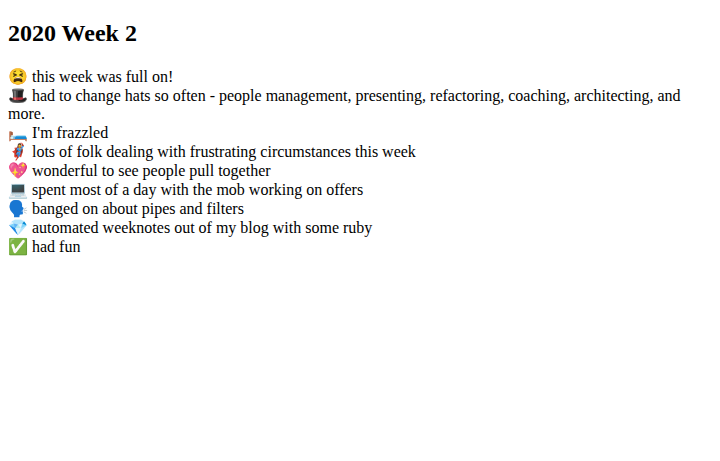 2020 Week 2
😫 this week was full on!
🎩 had to change hats so often - people management, presenting, refactoring, coaching, architecting, and
more.
🛏️ I'm frazzled
🦸 lots of folk dealing with frustrating circumstances this week
💖 wonderful to see people pull together
💻 spent most of a day with the mob working on offers
🗣️ banged on about pipes and filters
💎 automated weeknotes out of my blog with some ruby
✅ had fun